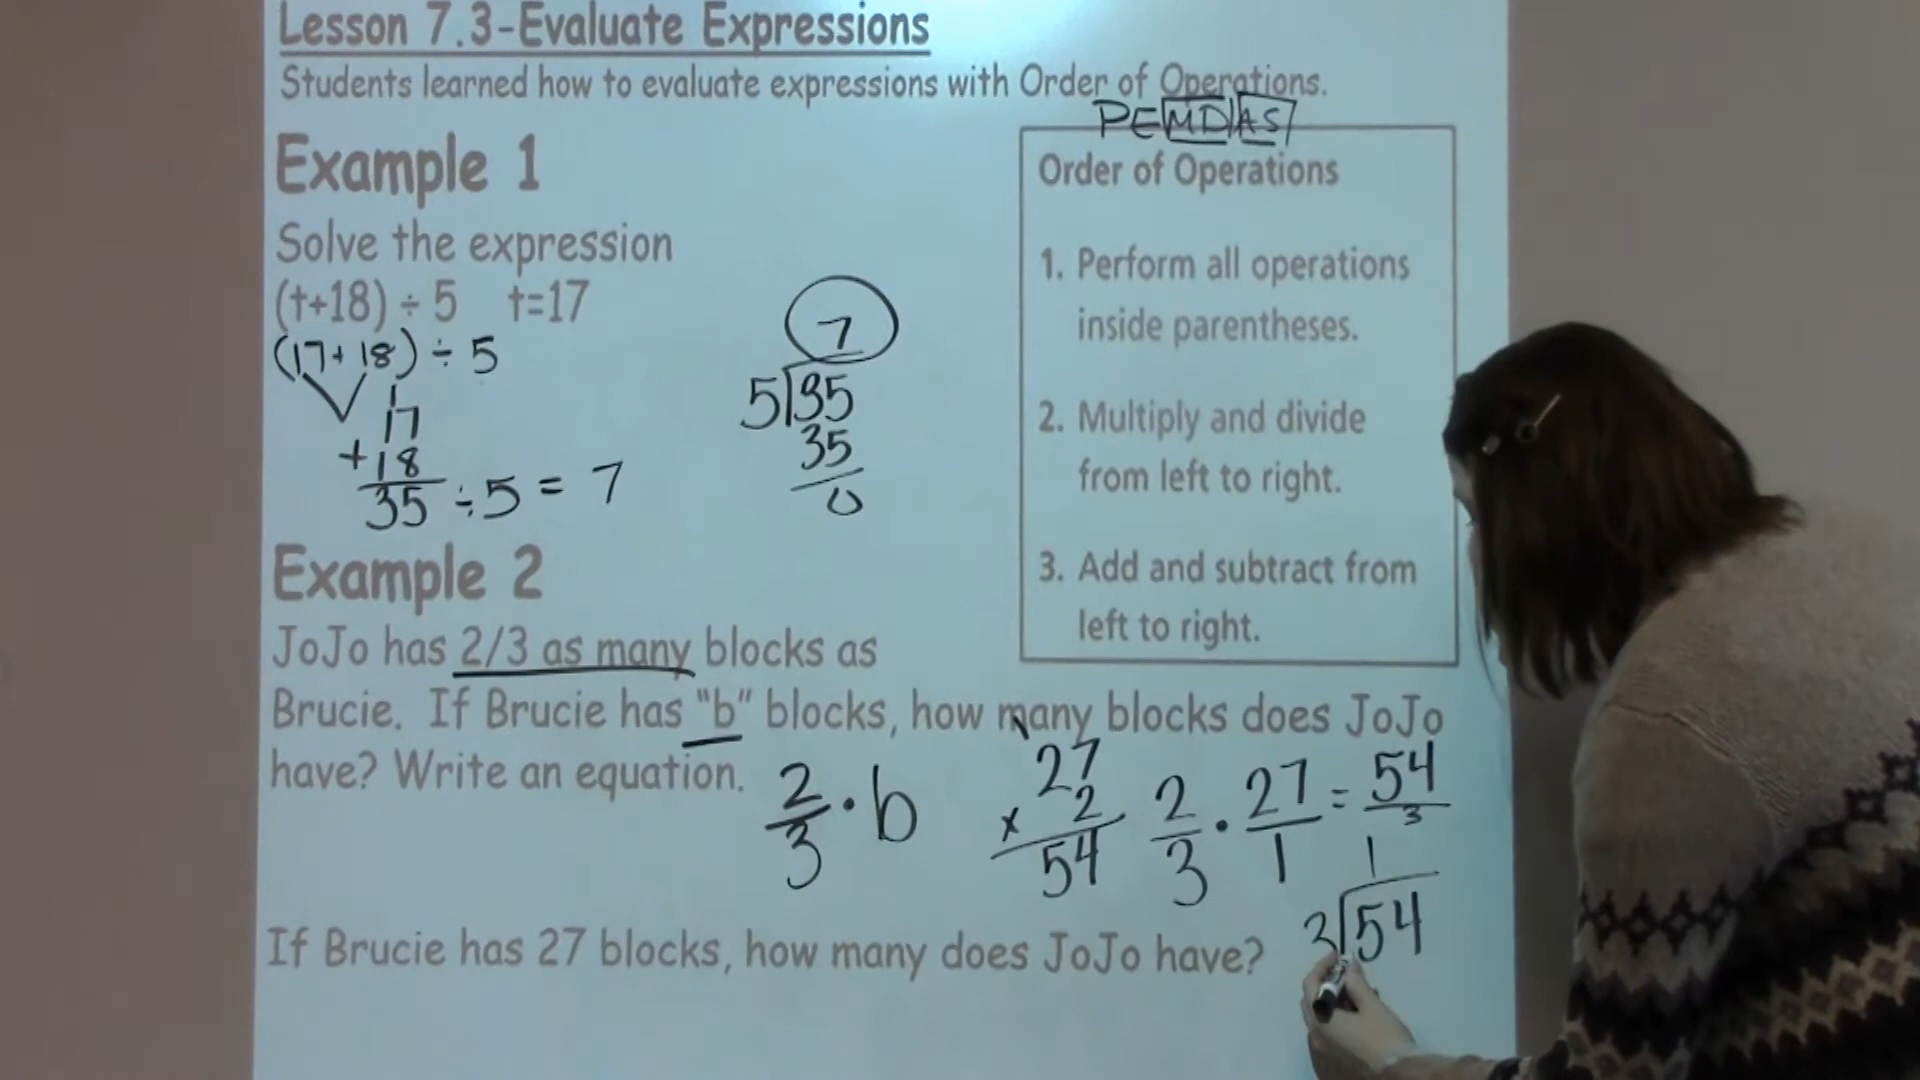 Lesson 7.3-Evaluate Expressions
Students learned how to evaluate expressions with Order of Operations.
PEMDAS
Example 1
Solve the expression
(t+18) ÷ 5 t=17
(17+18) ÷ 5
1
17
+18
35 ÷5 = 7
7
5 35
35
0
Order of Operations
1. Perform all operations
inside parentheses.
2. Multiply and divide
from left to right.
3. Add and subtract from
left to right.
Example 2
JoJo has 2/3 as many blocks as
Brucie. If Brucie has "b" blocks, how many blocks does JoJo
have? Write an equation.
2/3 · b
1
27
x 2
54
2/3 · 27/1 = 54/3
1
3 54
If Brucie has 27 blocks, how many does JoJo have?